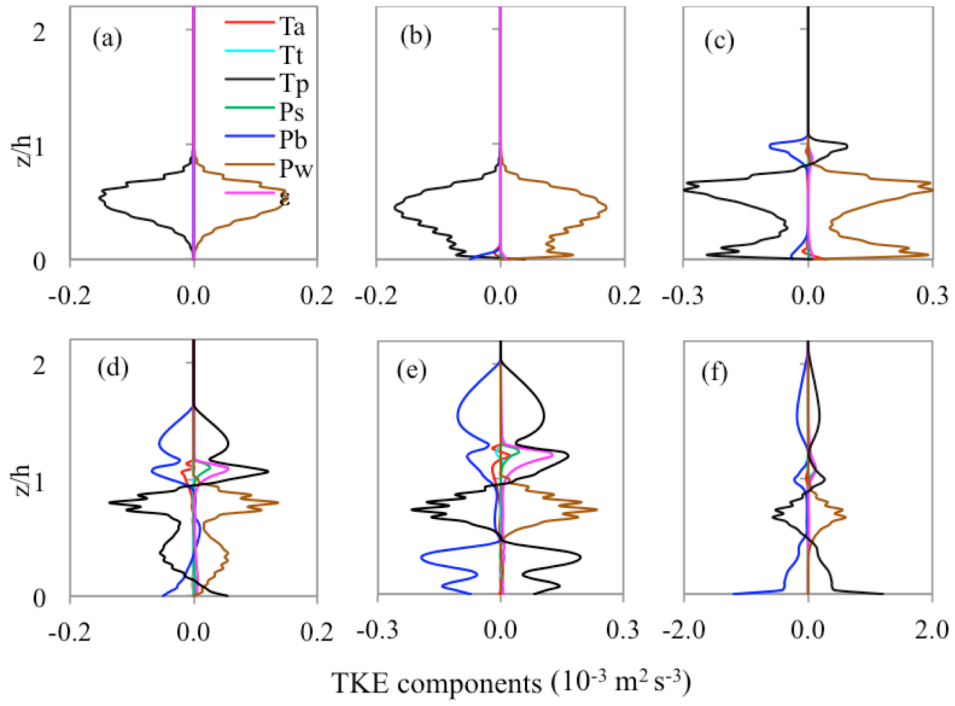 2
(a)
Ta
Tt
Tp
Ps
Pb
Pw
ε
(b)
(c)
z/h
1
0
-0.2
0.0
0.2
-0.2
0.0
0.2
-0.3
0.0
0.3
2
(d)
(e)
(f)
z/h
1
0
-0.2
0.0
0.2
-0.3
0.0
0.3
-2.0
0.0
2.0
TKE components (10⁻³ m² s⁻³)